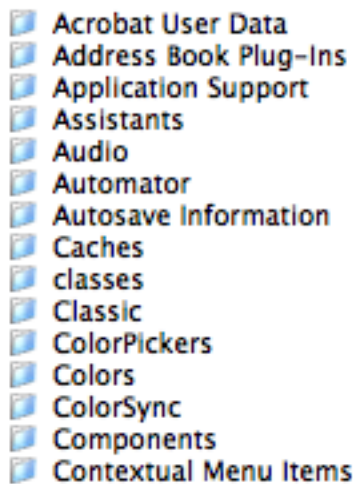 Acrobat User Data
Address Book Plug-Ins
Application Support
Assistants
Audio
Automator
Autosave Information
Caches
classes
Classic
ColorPickers
Colors
ColorSync
Components
Contextual Menu Items